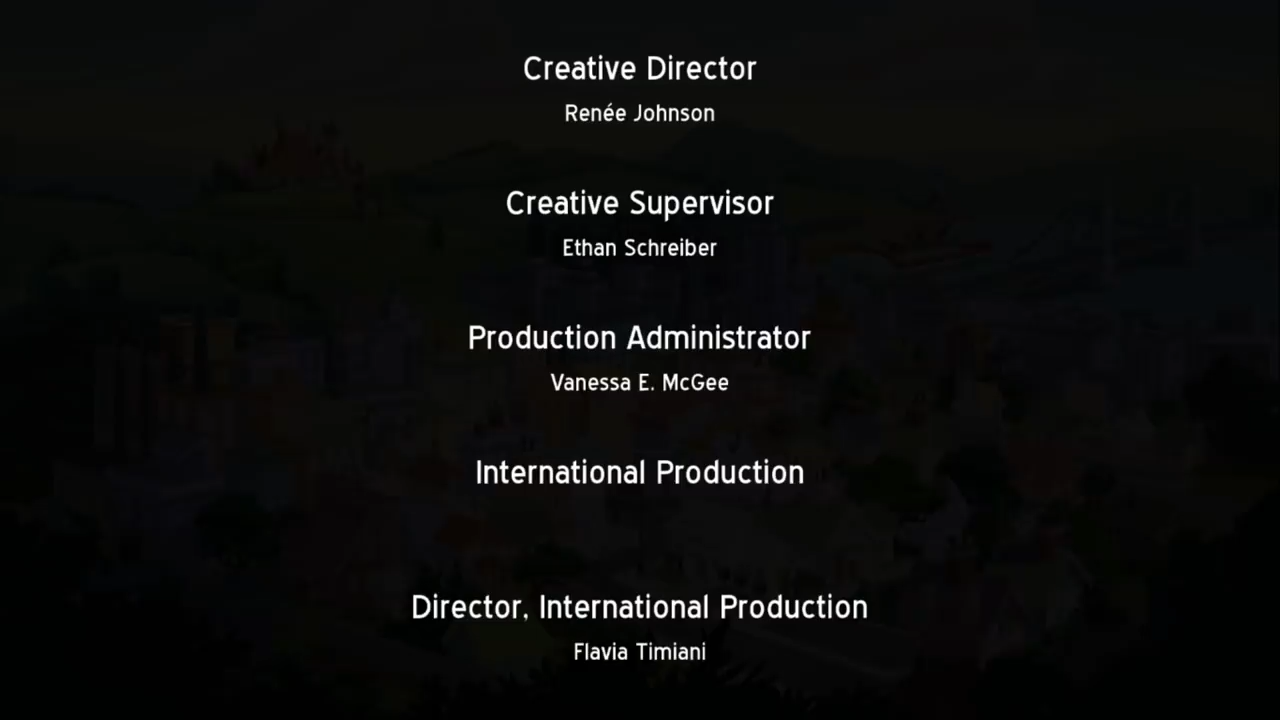 Creative Director
Renée Johnson
Creative Supervisor
Ethan Schreiber
Production Administrator
Vanessa E. McGee
International Production
Director, International Production
Flavia Timiani